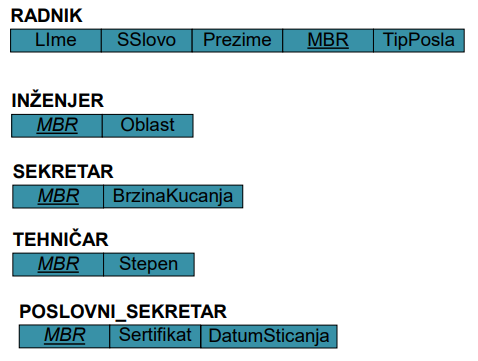 RADNIK
LIme SSlovo Prezime MBR TipPosla
INŽENJER
MBR Oblast
SEKRETAR
MBR BrzinaKucanja
TEHNIČAR
MBR Stepen
POSLOVNI_SEKRETAR
MBR Sertifikat DatumSticanja